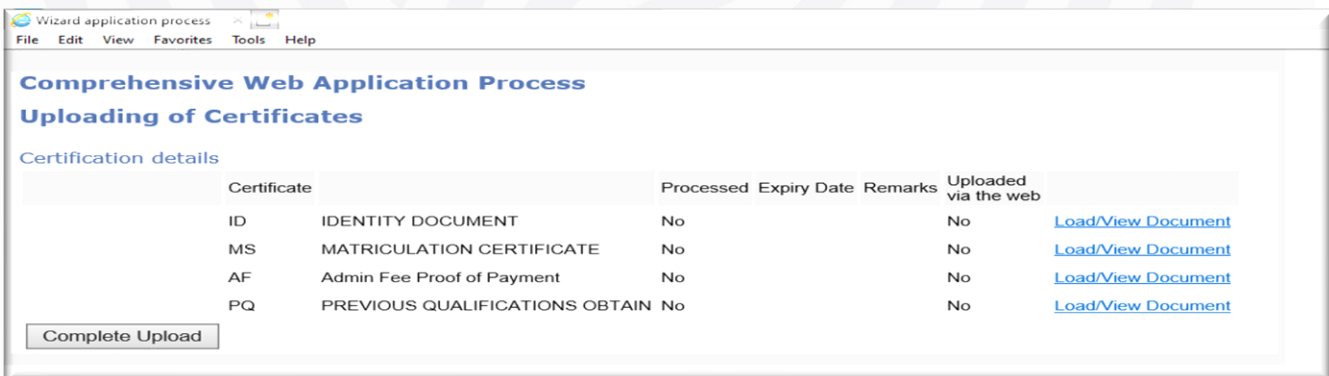 Wizard application process
File Edit View Favorites Tools Help
Comprehensive Web Application Process
Uploading of Certificates
Certification details
Certificate Processed Expiry Date Remarks Uploaded via the web
ID IDENTITY DOCUMENT No No Load/View Document
MS MATRICULATION CERTIFICATE No No Load/View Document
AF Admin Fee Proof of Payment No No Load/View Document
PQ PREVIOUS QUALIFICATIONS OBTAIN No No Load/View Document
Complete Upload